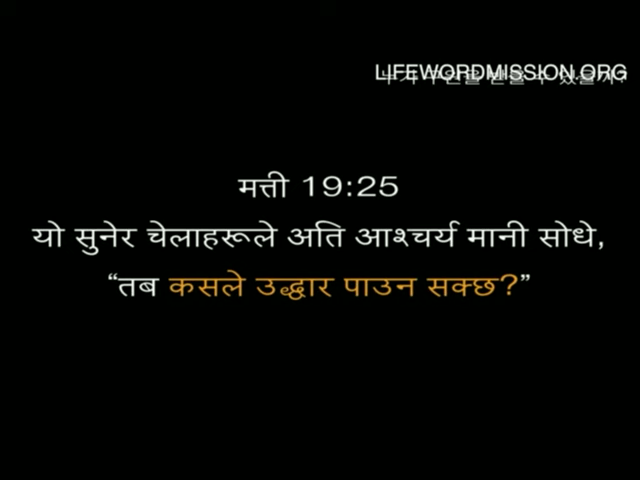 LIFEWORDMISSION.ORG
मत्ती 19:25
यो सुनेर चेलाहरूले अति आश्चर्य मानी सोधे,
“तब कसले उद्धार पाउन सक्छ?”